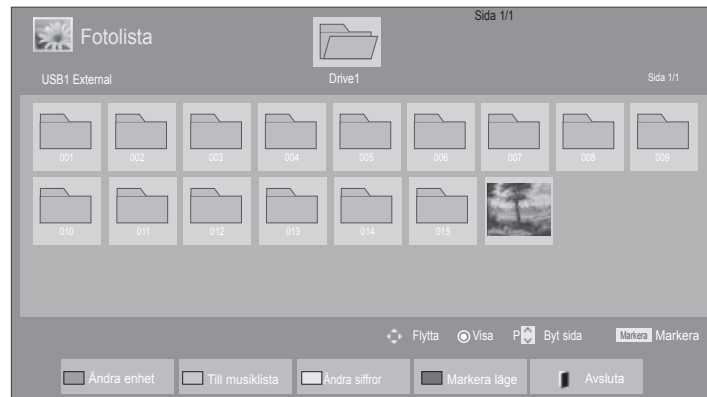 Sida 1/1
Fotolista
USB1 External
Drive1
Sida 1/1
001 002 003 004 005 006 007 008 009
010 011 012 013 014 015
Flytta Visa P Byt sida Markera Markera
Ändra enhet Till musiklista Ändra siffror Markera läge Avsluta